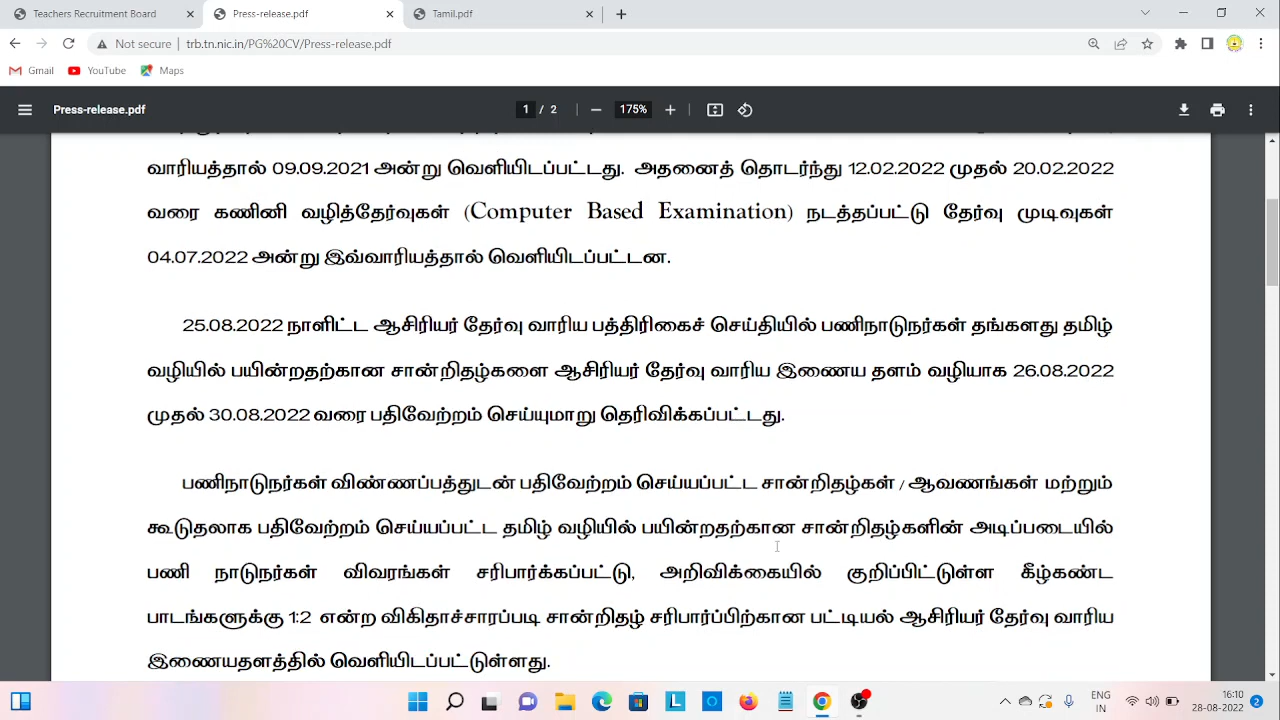 Teachers Recruitment Board
Press-release.pdf
Tamil.pdf
Not secure | trb.tn.nic.in/PG%20CV/Press-release.pdf
Gmail YouTube Maps
Press-release.pdf 1 / 2 175%
வாரியத்தால் 09.09.2021 அன்று வெளியிடப்பட்டது. அதனைத் தொடர்ந்து 12.02.2022 முதல் 20.02.2022
வரை கணினி வழித்தேர்வுகள் (Computer Based Examination) நடத்தப்பட்டு தேர்வு முடிவுகள்
04.07.2022 அன்று இவ்வாரியத்தால் வெளியிடப்பட்டன.
25.08.2022 நாளிட்ட ஆசிரியர் தேர்வு வாரிய பத்திரிகைச் செய்தியில் பணிநாடுநர்கள் தங்களது தமிழ்
வழியில் பயின்றதற்கான சான்றிதழ்களை ஆசிரியர் தேர்வு வாரிய இணைய தளம் வழியாக 26.08.2022
முதல் 30.08.2022 வரை பதிவேற்றம் செய்யுமாறு தெரிவிக்கப்பட்டது.
பணிநாடுநர்கள் விண்ணப்பத்துடன் பதிவேற்றம் செய்யப்பட்ட சான்றிதழ்கள் / ஆவணங்கள் மற்றும்
கூடுதலாக பதிவேற்றம் செய்யப்பட்ட தமிழ் வழியில் பயின்றதற்கான சான்றிதழ்களின் அடிப்படையில்
பணி நாடுநர்கள் விவரங்கள் சரிபார்க்கப்பட்டு, அறிவிக்கையில் குறிப்பிட்டுள்ள கீழ்கண்ட
பாடங்களுக்கு 1:2 என்ற விகிதாச்சாரப்படி சான்றிதழ் சரிபார்ப்பிற்கான பட்டியல் ஆசிரியர் தேர்வு வாரிய
இணையதளத்தில் வெளியிடப்பட்டுள்ளது.
ENG 16:10
IN 28-08-2022 2